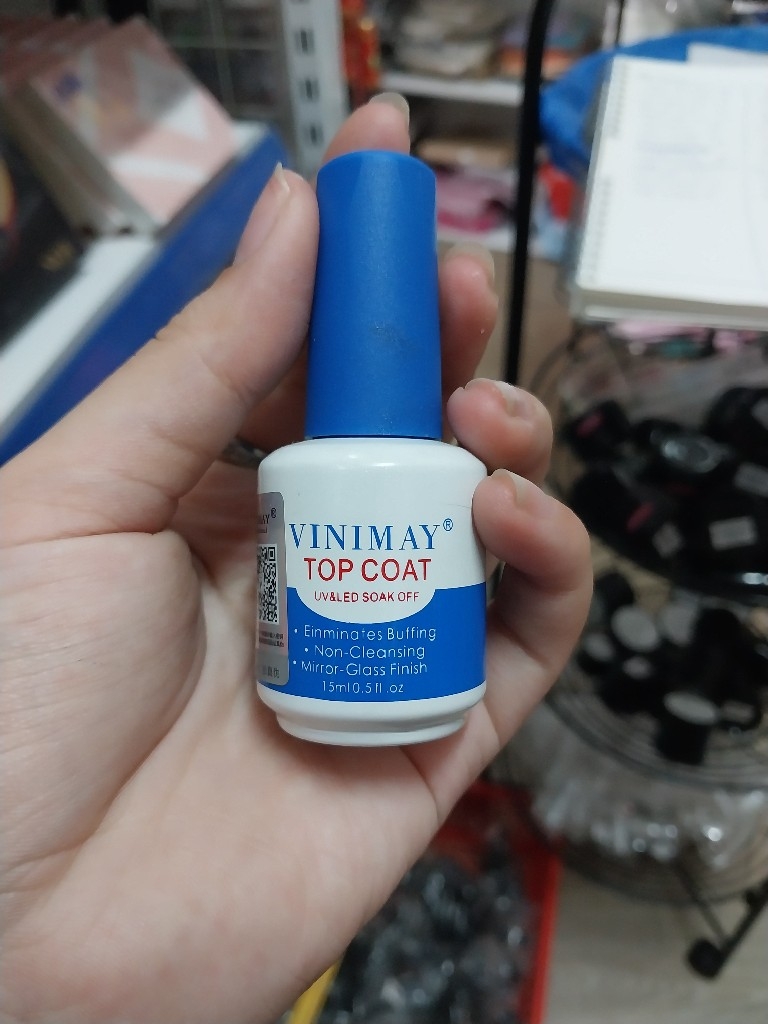 VINIMAY®
TOP COAT
UV&LED SOAK OFF
• Einminates Buffing
• Non-Cleansing
• Mirror-Glass Finish
15ml 0.5 fl .oz